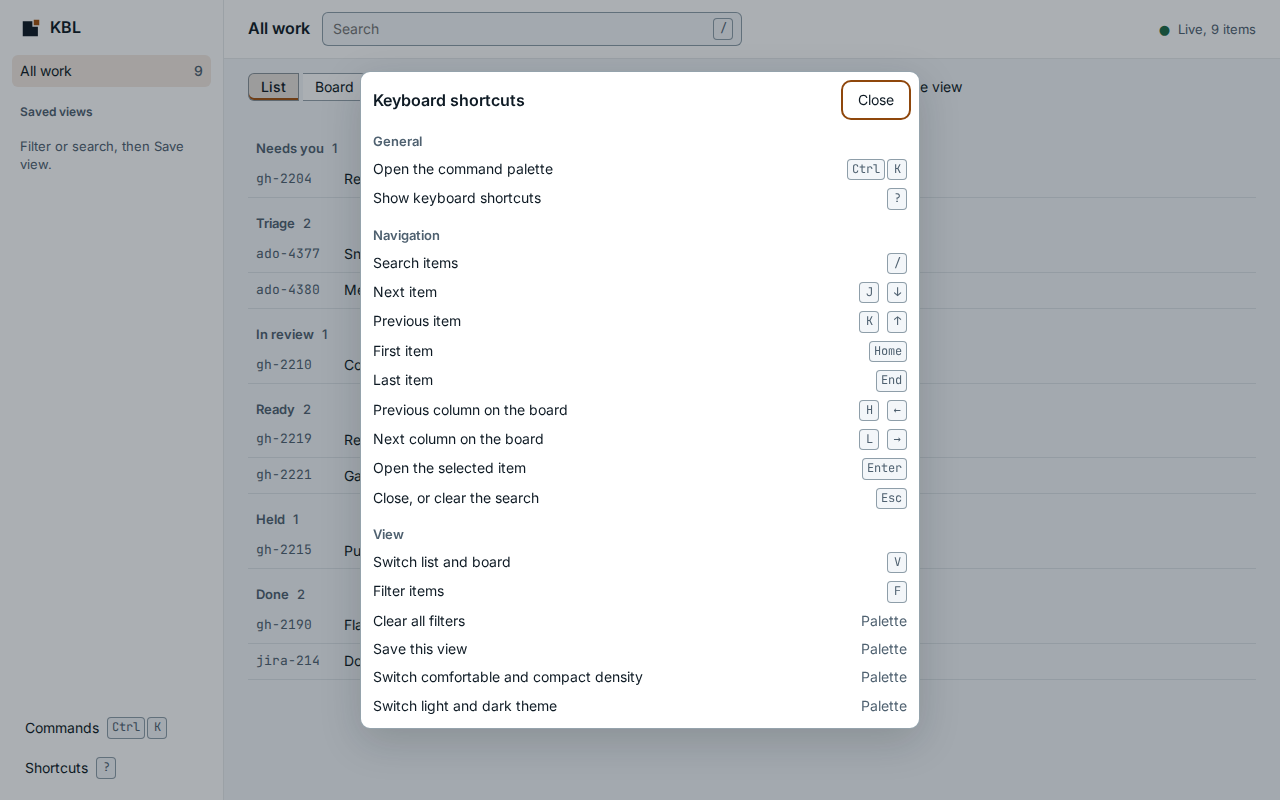 KBL
All work 9
Saved views
Filter or search, then Save
view.
Commands Ctrl K
Shortcuts ?
All work
Search /
Live, 9 items
List Board e view
Needs you 1
gh-2204 Re
Triage 2
ado-4377 Sn
ado-4380 Me
In review 1
gh-2210 Co
Ready 2
gh-2219 Re
gh-2221 Ga
Held 1
gh-2215 Pu
Done 2
gh-2190 Fla
jira-214 Do
Keyboard shortcuts Close
General
Open the command palette Ctrl K
Show keyboard shortcuts ?
Navigation
Search items /
Next item J ↓
Previous item K ↑
First item Home
Last item End
Previous column on the board H ←
Next column on the board L →
Open the selected item Enter
Close, or clear the search Esc
View
Switch list and board V
Filter items F
Clear all filters Palette
Save this view Palette
Switch comfortable and compact density Palette
Switch light and dark theme Palette